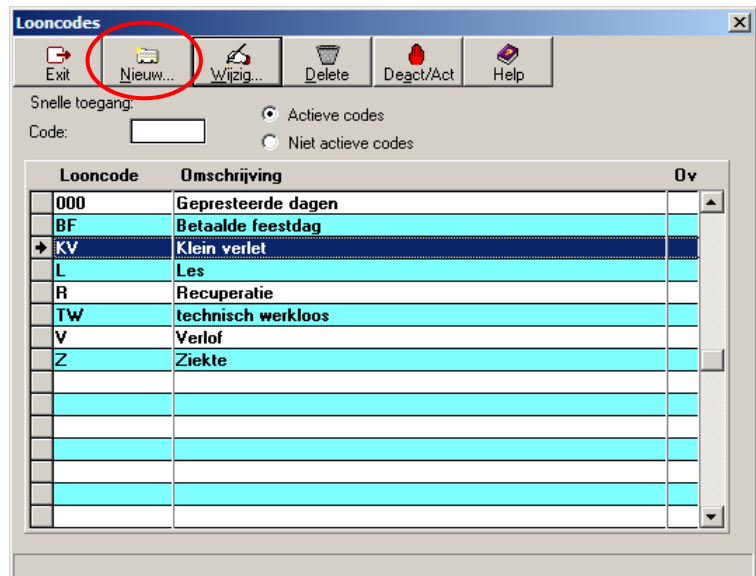 Looncodes
Exit Nieuw... Wijzig... Delete Deact/Act Help
Snelle toegang:
Code:
Actieve codes
Niet actieve codes
Looncode Omschrijving Ov
000 Gepresteerde dagen
BF Betaalde feestdag
KV Klein verlet
L Les
R Recuperatie
TW technisch werkloos
V Verlof
Z Ziekte